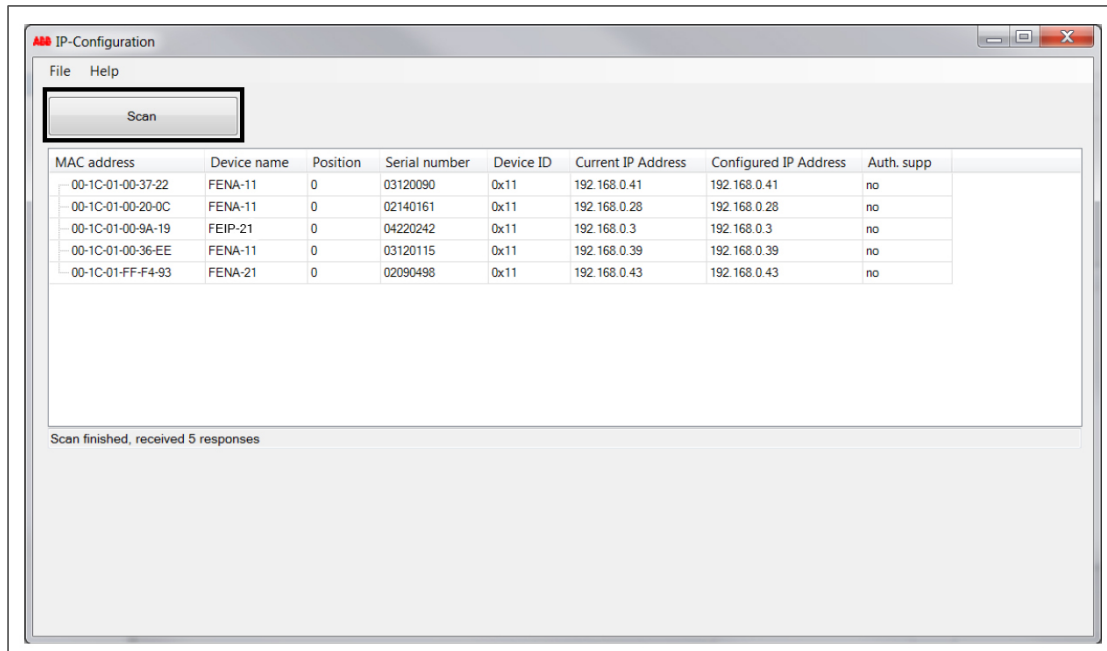 ABB IP-Configuration
File Help
Scan
MAC address Device name Position Serial number Device ID Current IP Address Configured IP Address Auth. supp
00-1C-01-00-37-22 FENA-11 0 03120090 0x11 192.168.0.41 192.168.0.41 no
00-1C-01-00-20-0C FENA-11 0 02140161 0x11 192.168.0.28 192.168.0.28 no
00-1C-01-00-9A-19 FEIP-21 0 04220242 0x11 192.168.0.3 192.168.0.3 no
00-1C-01-00-36-EE FENA-11 0 03120115 0x11 192.168.0.39 192.168.0.39 no
00-1C-01-FF-F4-93 FENA-21 0 02090498 0x11 192.168.0.43 192.168.0.43 no
Scan finished, received 5 responses